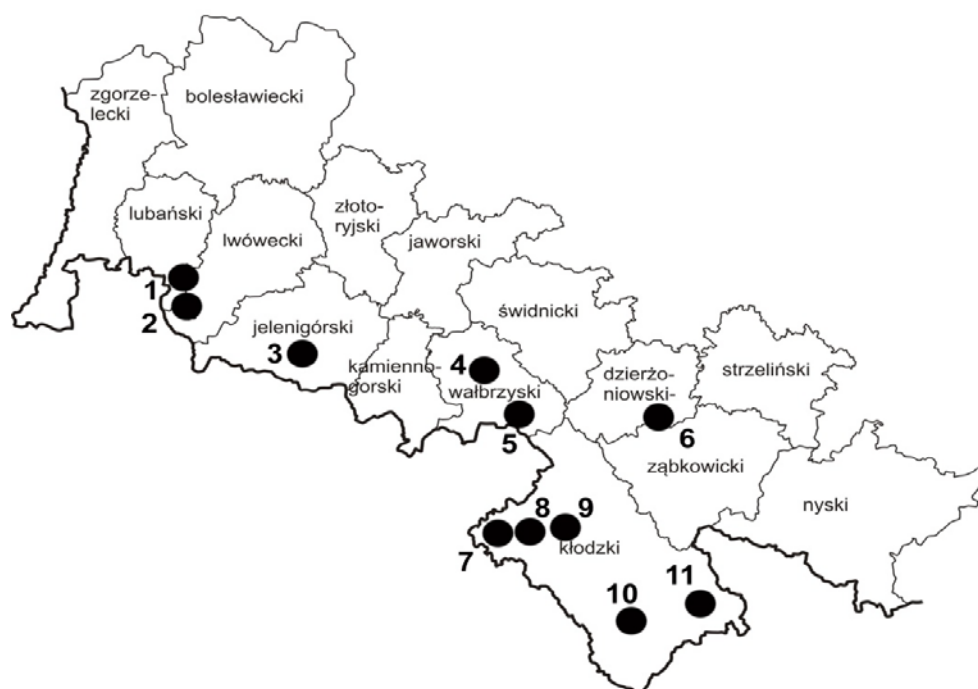 zgorze-
lecki
bolesławiecki
lubański
lwówecki
złoto-
ryjski
jaworski
świdnicki
1
2
jelenigórski
3
kamienno-
gorski
4
wałbrzyski
5
dzierżo-
niowski-
6
strzeliński
ząbkowicki
nyski
7
8
9
kłodzki
10
11